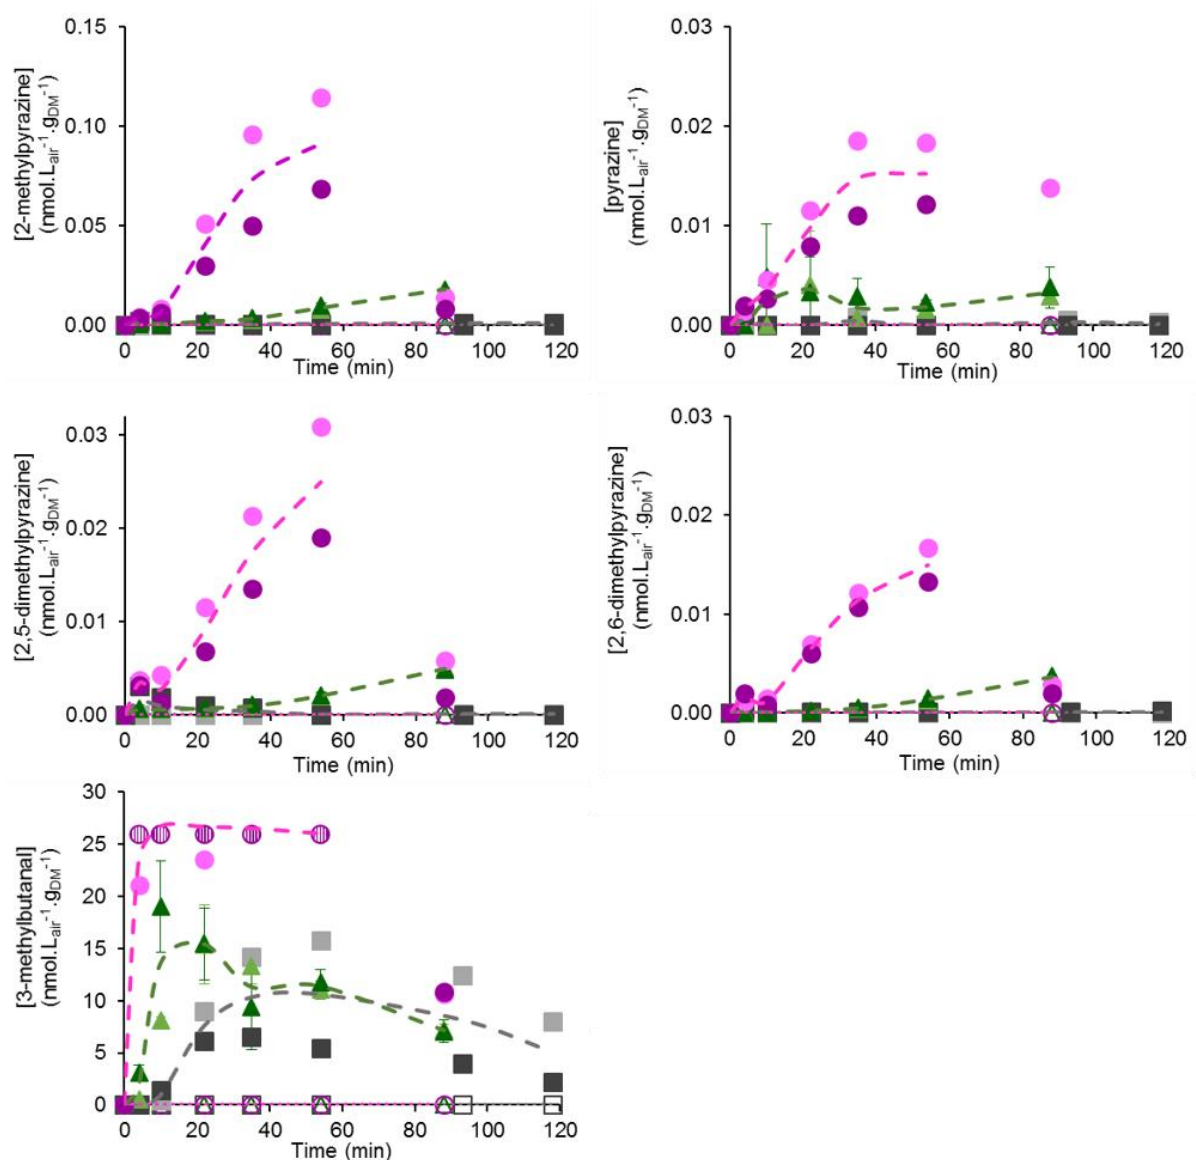 [2-methylpyrazine]
(nmol.Lair⁻¹.gDM⁻¹)
0.15
0.10
0.05
0.00
0 20 40 60 80 100 120
Time (min)
[pyrazine]
(nmol.Lair⁻¹.gDM⁻¹)
0.03
0.02
0.01
0.00
0 20 40 60 80 100 120
Time (min)
[2,5-dimethylpyrazine]
(nmol.Lair⁻¹.gDM⁻¹)
0.03
0.02
0.01
0.00
0 20 40 60 80 100 120
Time (min)
[2,6-dimethylpyrazine]
(nmol.Lair⁻¹.gDM⁻¹)
0.03
0.02
0.01
0.00
0 20 40 60 80 100 120
Time (min)
[3-methylbutanal]
(nmol.Lair⁻¹.gDM⁻¹)
30
25
20
15
10
5
0
0 20 40 60 80 100 120
Time (min)